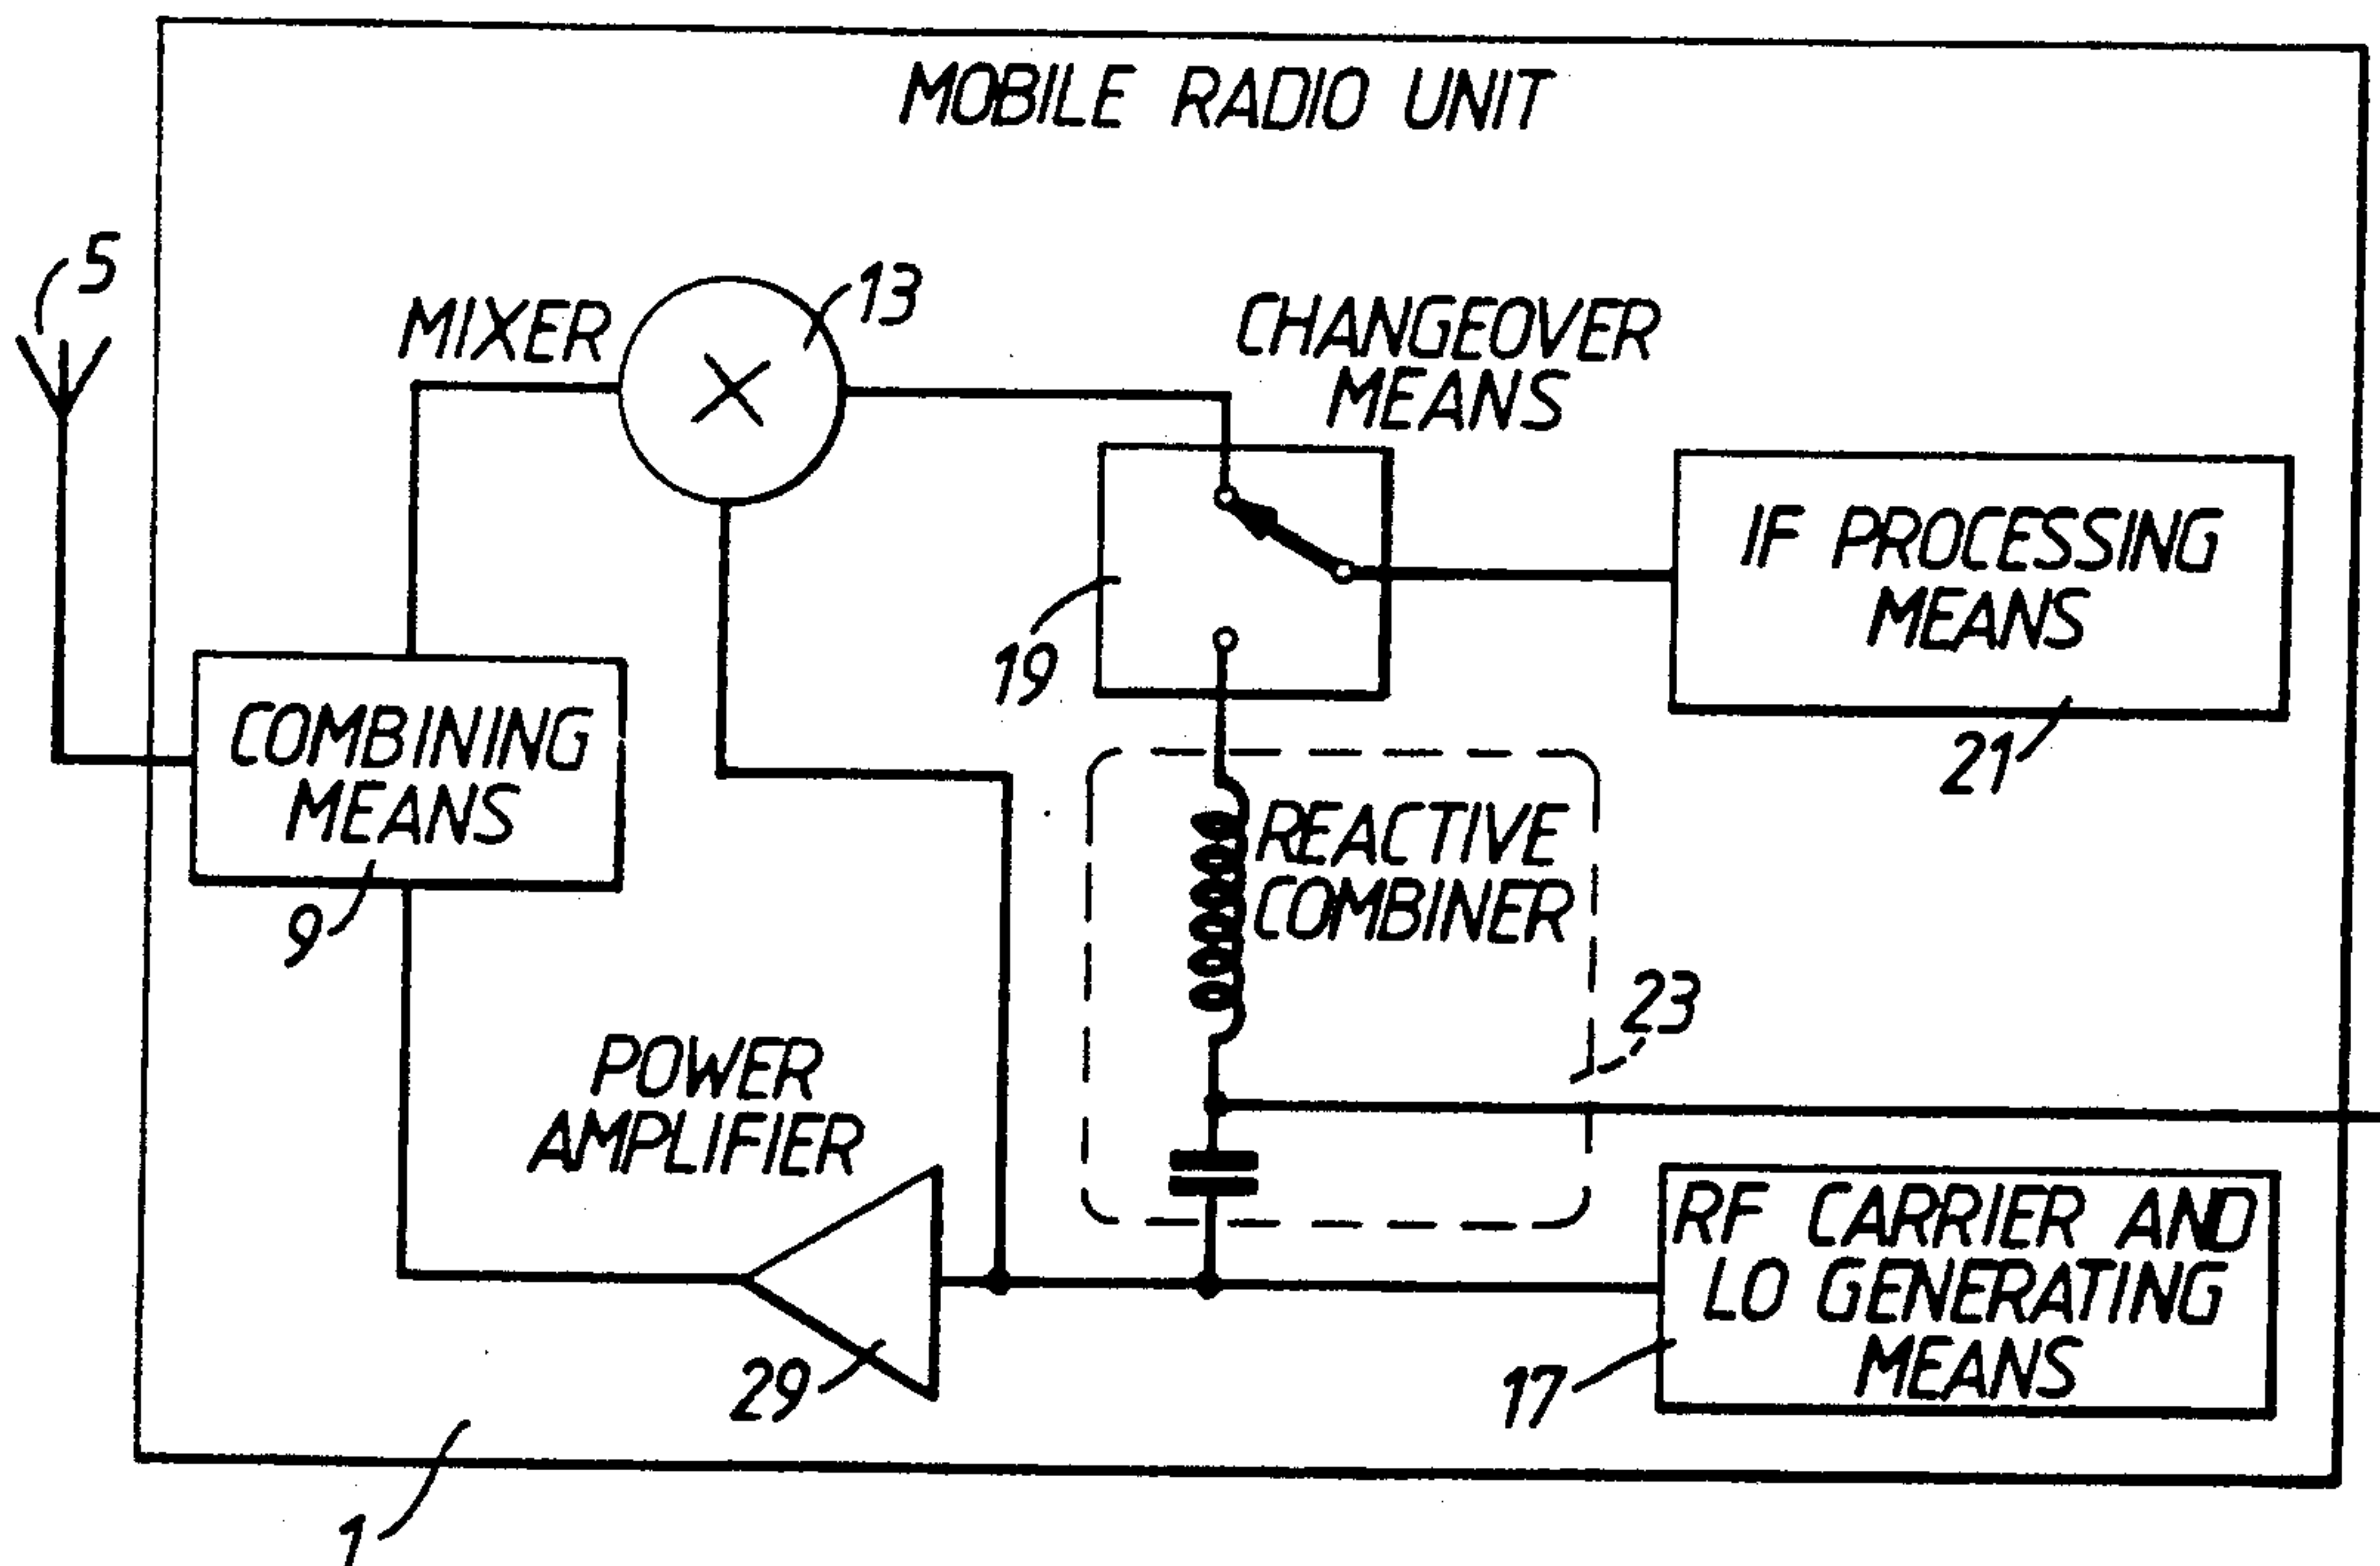 MOBILE RADIO UNIT
5
MIXER
13
CHANGEOVER
MEANS
19
IF PROCESSING
MEANS
21
COMBINING
MEANS
9
REACTIVE
COMBINER
23
POWER
AMPLIFIER
29
RF CARRIER AND
LO GENERATING
MEANS
17
1